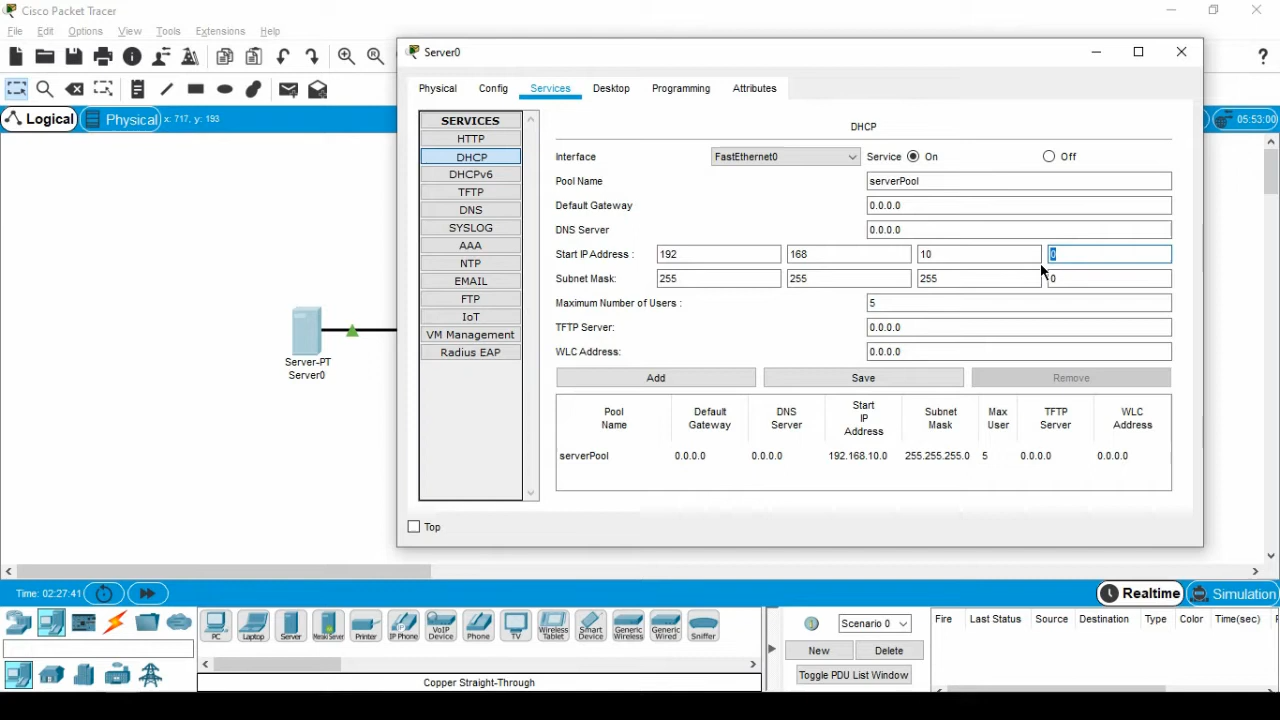 Cisco Packet Tracer
File Edit Options View Tools Extensions Help
?
Logical Physical x: 717, y: 193
05:53:00
Server-PT
Server0
Server0
Physical Config Services Desktop Programming Attributes
SERVICES
HTTP
DHCP
DHCPv6
TFTP
DNS
SYSLOG
AAA
NTP
EMAIL
FTP
IoT
VM Management
Radius EAP
DHCP
Interface FastEthernet0 Service On Off
Pool Name serverPool
Default Gateway 0.0.0.0
DNS Server 0.0.0.0
Start IP Address : 192 168 10 0
Subnet Mask: 255 255 255 0
Maximum Number of Users : 5
TFTP Server: 0.0.0.0
WLC Address: 0.0.0.0
Add Save Remove
Pool Name Default Gateway DNS Server Start IP Address Subnet Mask Max User TFTP Server WLC Address
serverPool 0.0.0.0 0.0.0.0 192.168.10.0 255.255.255.0 5 0.0.0.0 0.0.0.0
Top
Time: 02:27:41
Realtime Simulation
PC Laptop Server Meraki Server Printer IP Phone VoIP Device Phone TV Wireless Tablet Smart Device Generic Wireless Generic Wired Sniffer
Copper Straight-Through
Scenario 0
New Delete
Toggle PDU List Window
Fire Last Status Source Destination Type Color Time(sec)